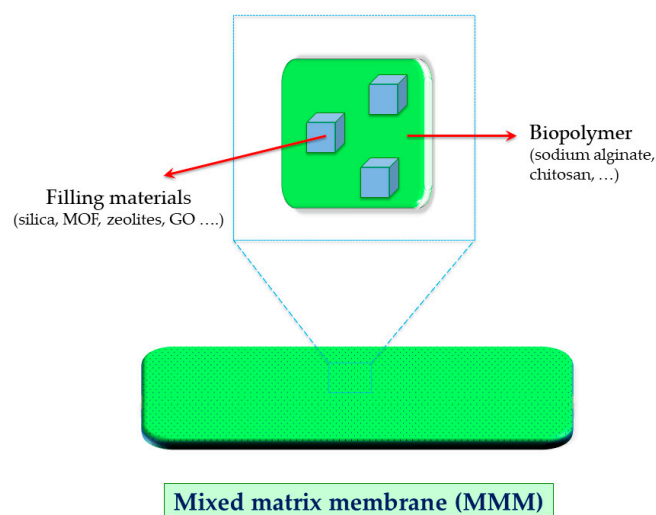 Biopolymer
(sodium alginate,
chitosan, …)
Filling materials
(silica, MOF, zeolites, GO ….)
Mixed matrix membrane (MMM)